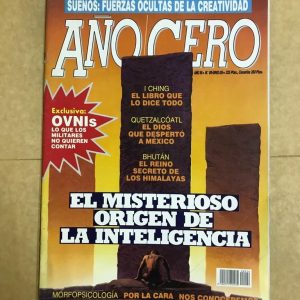 SUEÑOS: FUERZAS OCULTAS DE LA CREATIVIDAD
AÑO/CERO
I CHING
EL LIBRO QUE
LO DICE TODO
Exclusiva:
OVNIs
LO QUE LOS
MILITARES
NO QUIEREN
CONTAR
QUETZALCÓATL
EL DIOS
QUE DESPERTÓ
A MÉXICO
BHUTÁN
EL REINO
SECRETO DE
LOS HIMALAYAS
EL MISTERIOSO
ORIGEN DE
LA INTELIGENCIA
MORFOPSICOLOGÍA
POR LA CARA
NOS CONOCERÁN